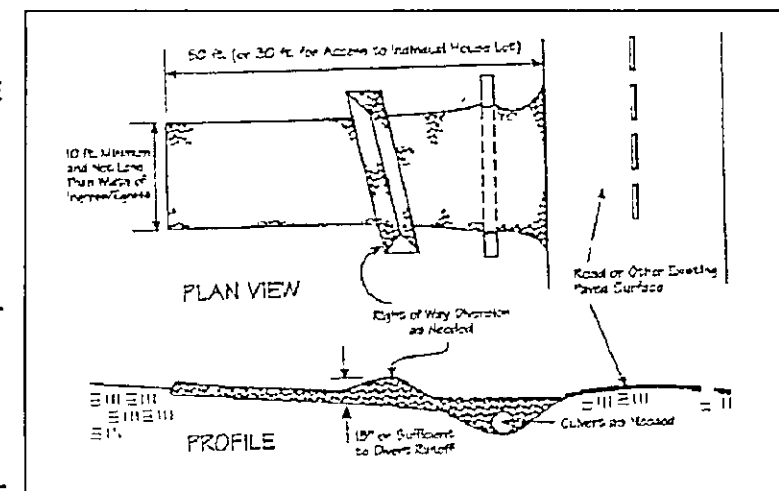 50 ft. (or 30 ft. for Access to Individual House Lot)
10 ft. Minimum
and Not Less
Than Width of
Ingress/Egress
PLAN VIEW
Right of Way Diversion
as Needed
Road or Other Existing
Paved Surface
18" or Sufficient
to Divert Runoff
Culvert as Needed
PROFILE